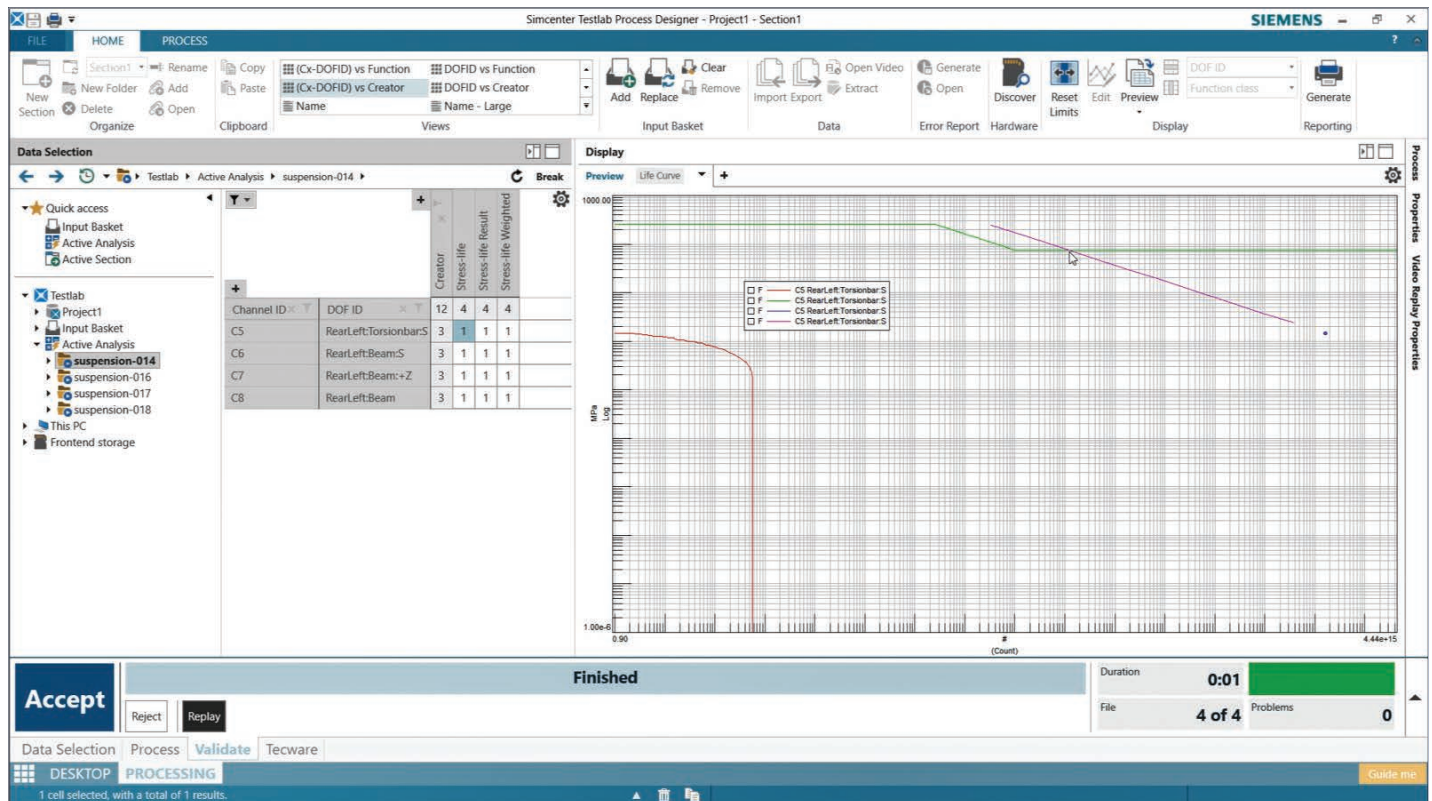 Simcenter Testlab Process Designer - Project1 - Section1
SIEMENS
FILE HOME PROCESS
New Section
Section1
Rename
New Folder
Add
Delete
Open
Organize
Copy
Paste
Clipboard
(Cx-DOFID) vs Function
DOFID vs Function
(Cx-DOFID) vs Creator
DOFID vs Creator
Name
Name - Large
Views
Add
Replace
Clear
Remove
Input Basket
Import
Export
Open Video
Extract
Data
Generate
Open
Error Report
Discover
Hardware
Reset Limits
Edit
Preview
DOF ID
Function class
Display
Generate
Reporting
Data Selection
Testlab Active Analysis suspension-014
Break
Quick access
Input Basket
Active Analysis
Active Section
Testlab
Project1
Input Basket
Active Analysis
suspension-014
suspension-016
suspension-017
suspension-018
This PC
Frontend storage
Creator
Stress-life
Stress-life Result
Stress-life Weighted
Channel ID DOF ID 12 4 4 4
C5 RearLeft:Torsionbar:S 3 1 1 1
C6 RearLeft:Beam:S 3 1 1 1
C7 RearLeft:Beam:+Z 3 1 1 1
C8 RearLeft:Beam 3 1 1 1
Display
Preview Life Curve
1000.00
F C5 RearLeft:Torsionbar:S
F C5 RearLeft:Torsionbar:S
F C5 RearLeft:Torsionbar:S
F C5 RearLeft:Torsionbar:S
MPa
Log
1.00e-6
0.90
#
(Count)
4.44e+15
Process
Properties
Video Replay Properties
Accept
Finished
Reject
Replay
Duration 0:01
File 4 of 4
Problems 0
Data Selection Process Validate Tecware
DESKTOP PROCESSING
Guide me
1 cell selected, with a total of 1 results.